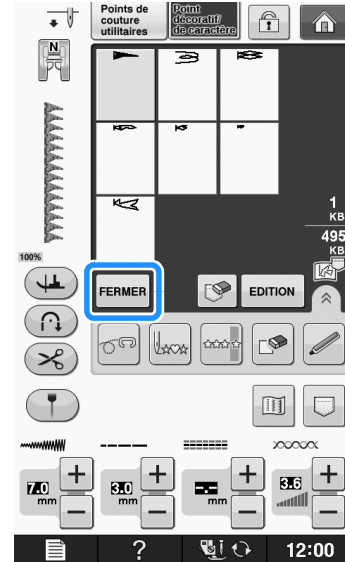 Points de
couture
utilitaires
Point
décoratif/
de caractère
N
1
KB
495
KB
100%
FERMER
EDITION
7.0
mm
3.0
mm
mm
3.6
?
i
12:00